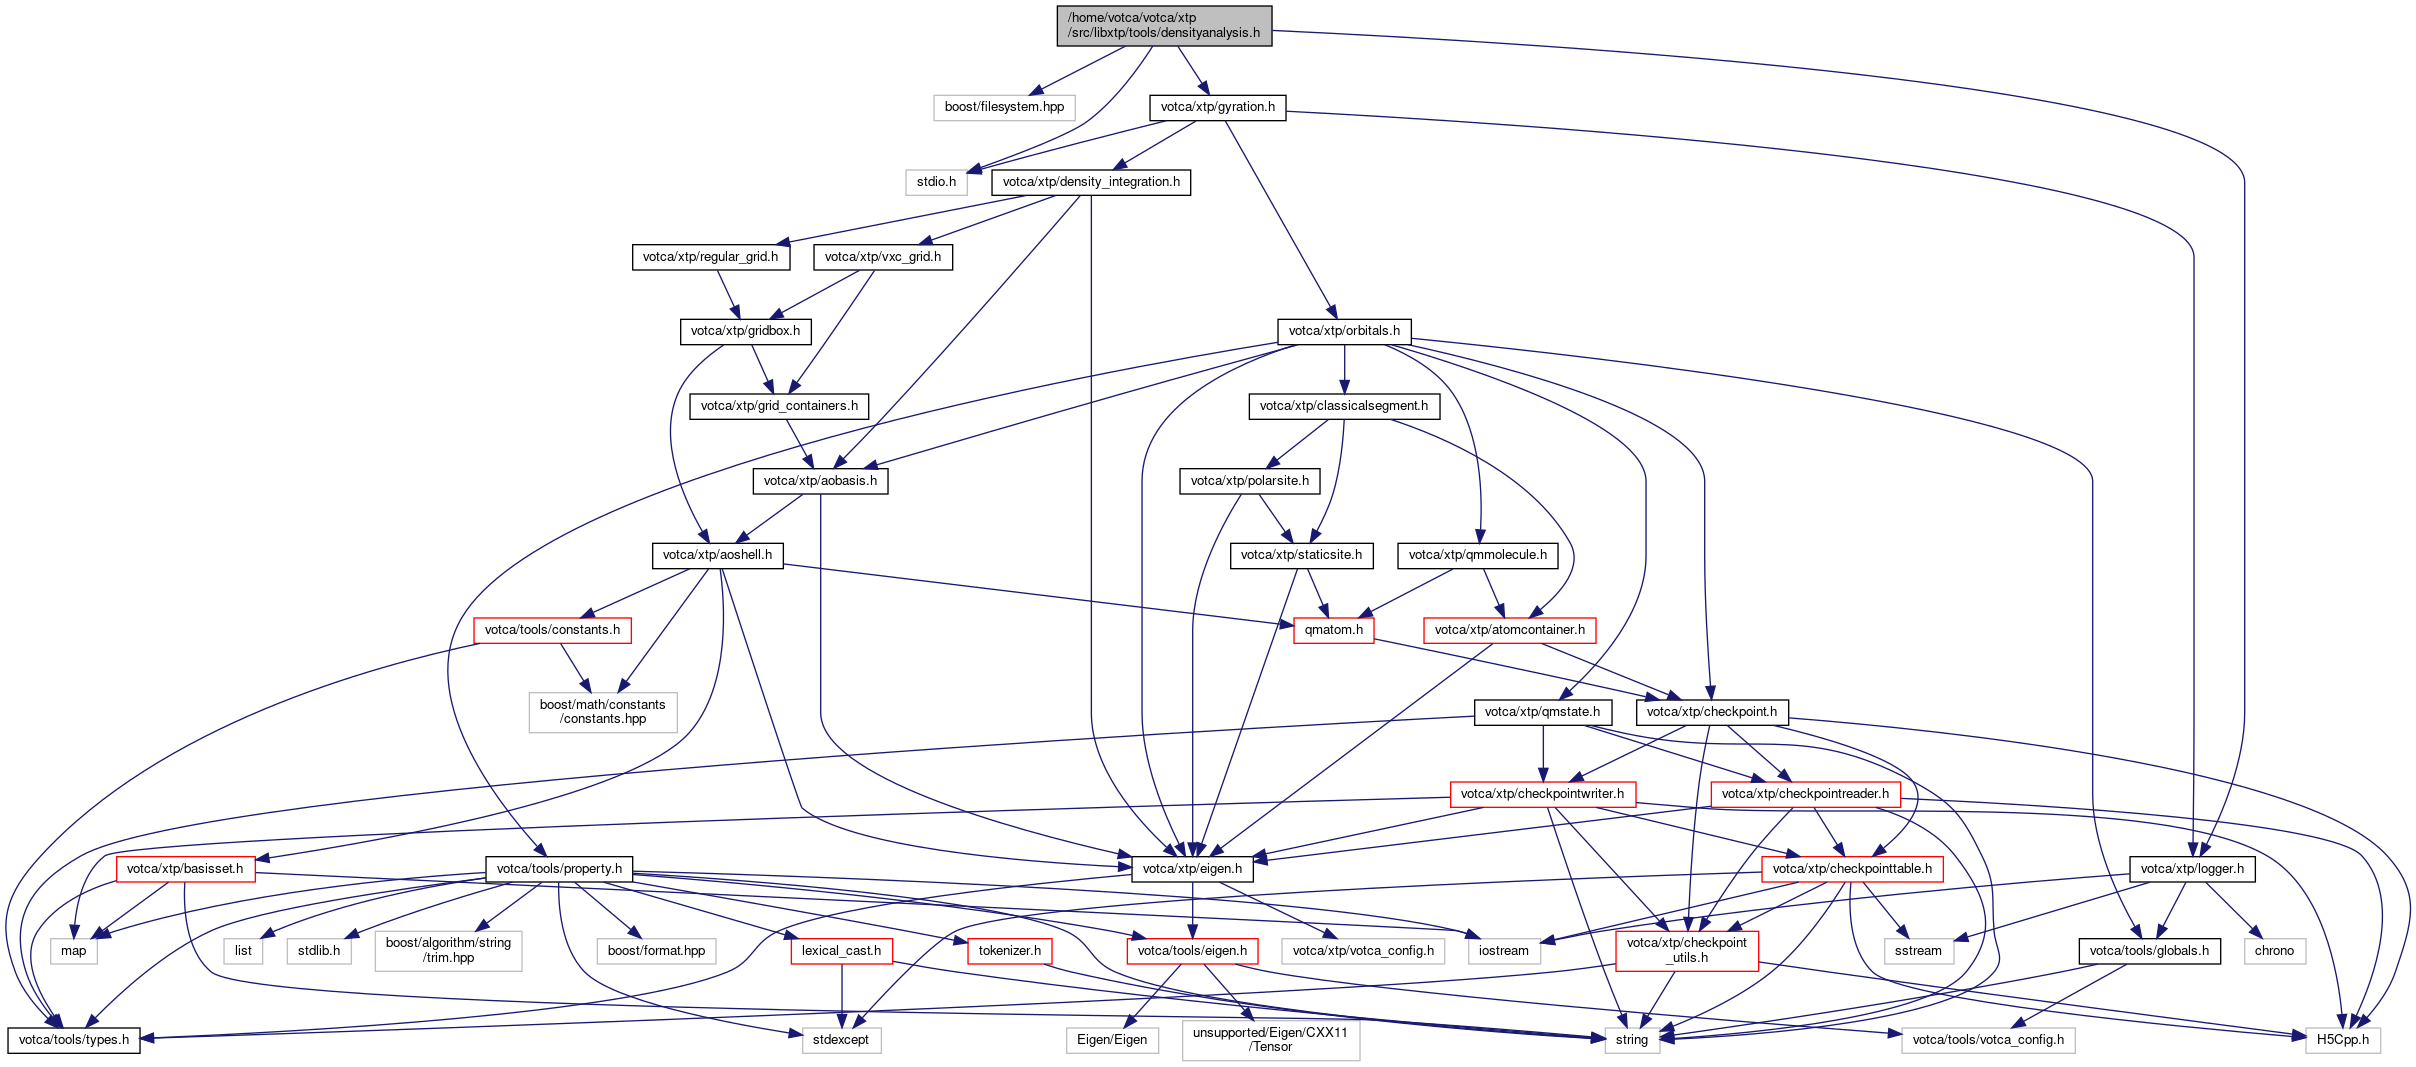 /home/votca/votca/xtp
/src/libxtp/tools/densityanalysis.h
boost/filesystem.hpp
votca/xtp/gyration.h
stdio.h
votca/xtp/density_integration.h
votca/xtp/regular_grid.h
votca/xtp/vxc_grid.h
votca/xtp/gridbox.h
votca/xtp/orbitals.h
votca/xtp/grid_containers.h
votca/xtp/classicalsegment.h
votca/xtp/aobasis.h
votca/xtp/polarsite.h
votca/xtp/aoshell.h
votca/xtp/staticsite.h
votca/xtp/qmmolecule.h
votca/tools/constants.h
qmatom.h
votca/xtp/atomcontainer.h
boost/math/constants
/constants.hpp
votca/xtp/qmstate.h
votca/xtp/checkpoint.h
votca/xtp/checkpointwriter.h
votca/xtp/checkpointreader.h
votca/xtp/basisset.h
votca/tools/property.h
votca/xtp/eigen.h
votca/xtp/checkpointtable.h
votca/xtp/logger.h
map
list
stdlib.h
boost/algorithm/string
/trim.hpp
boost/format.hpp
lexical_cast.h
tokenizer.h
votca/tools/eigen.h
votca/xtp/votca_config.h
iostream
votca/xtp/checkpoint
_utils.h
sstream
votca/tools/globals.h
chrono
votca/tools/types.h
stdexcept
Eigen/Eigen
unsupported/Eigen/CXX11
/Tensor
string
votca/tools/votca_config.h
H5Cpp.h